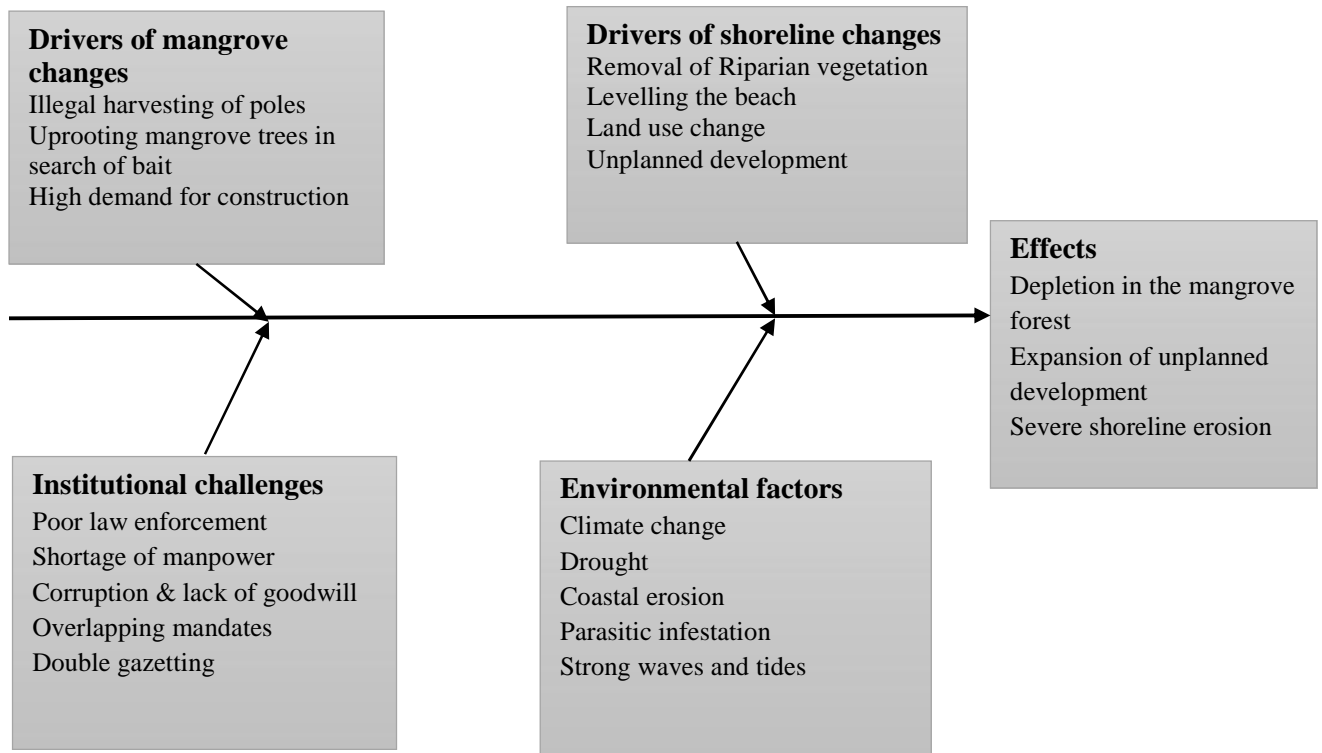 Drivers of mangrove
changes
Illegal harvesting of poles
Uprooting mangrove trees in
search of bait
High demand for construction
Drivers of shoreline changes
Removal of Riparian vegetation
Levelling the beach
Land use change
Unplanned development
Effects
Depletion in the mangrove
forest
Expansion of unplanned
development
Severe shoreline erosion
Institutional challenges
Poor law enforcement
Shortage of manpower
Corruption & lack of goodwill
Overlapping mandates
Double gazetting
Environmental factors
Climate change
Drought
Coastal erosion
Parasitic infestation
Strong waves and tides